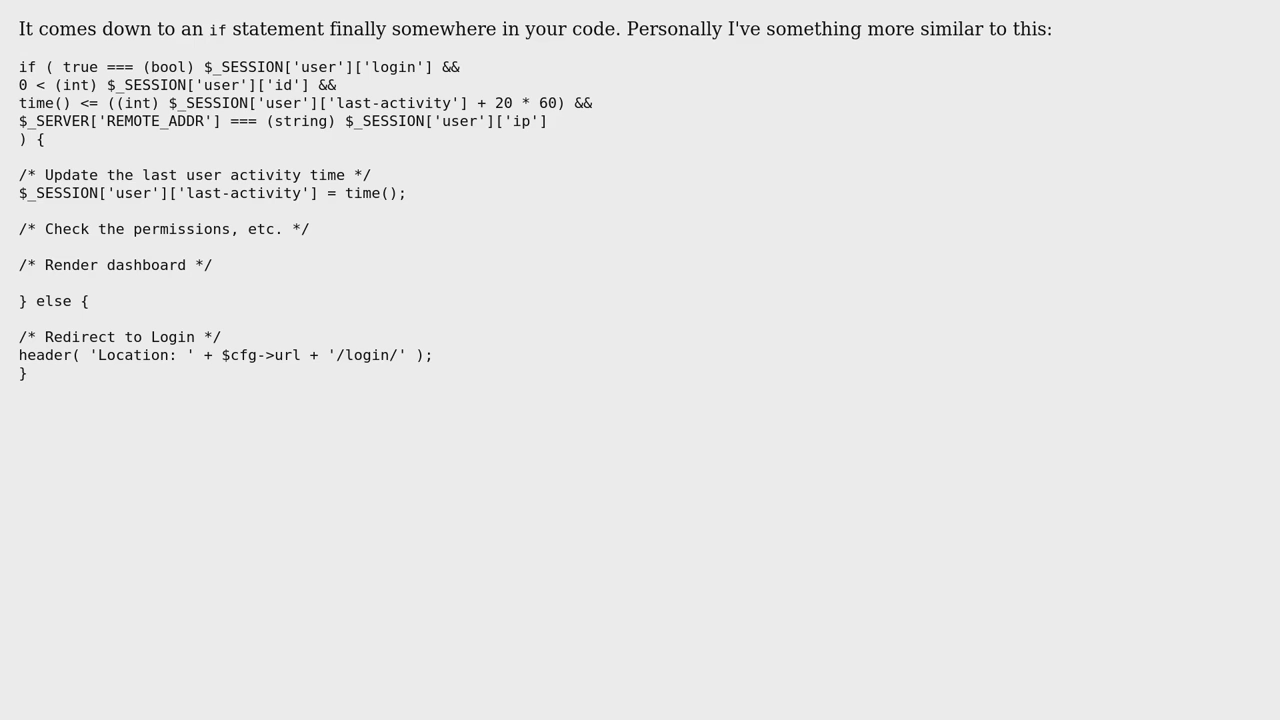 It comes down to an if statement finally somewhere in your code. Personally I've something more similar to this:
if ( true === (bool) $_SESSION['user']['login'] &&
0 < (int) $_SESSION['user']['id'] &&
time() <= ((int) $_SESSION['user']['last-activity'] + 20 * 60) &&
$_SERVER['REMOTE_ADDR'] === (string) $_SESSION['user']['ip']
) {
/* Update the last user activity time */
$_SESSION['user']['last-activity'] = time();
/* Check the permissions, etc. */
/* Render dashboard */
} else {
/* Redirect to Login */
header( 'Location: ' + $cfg->url + '/login/' );
}